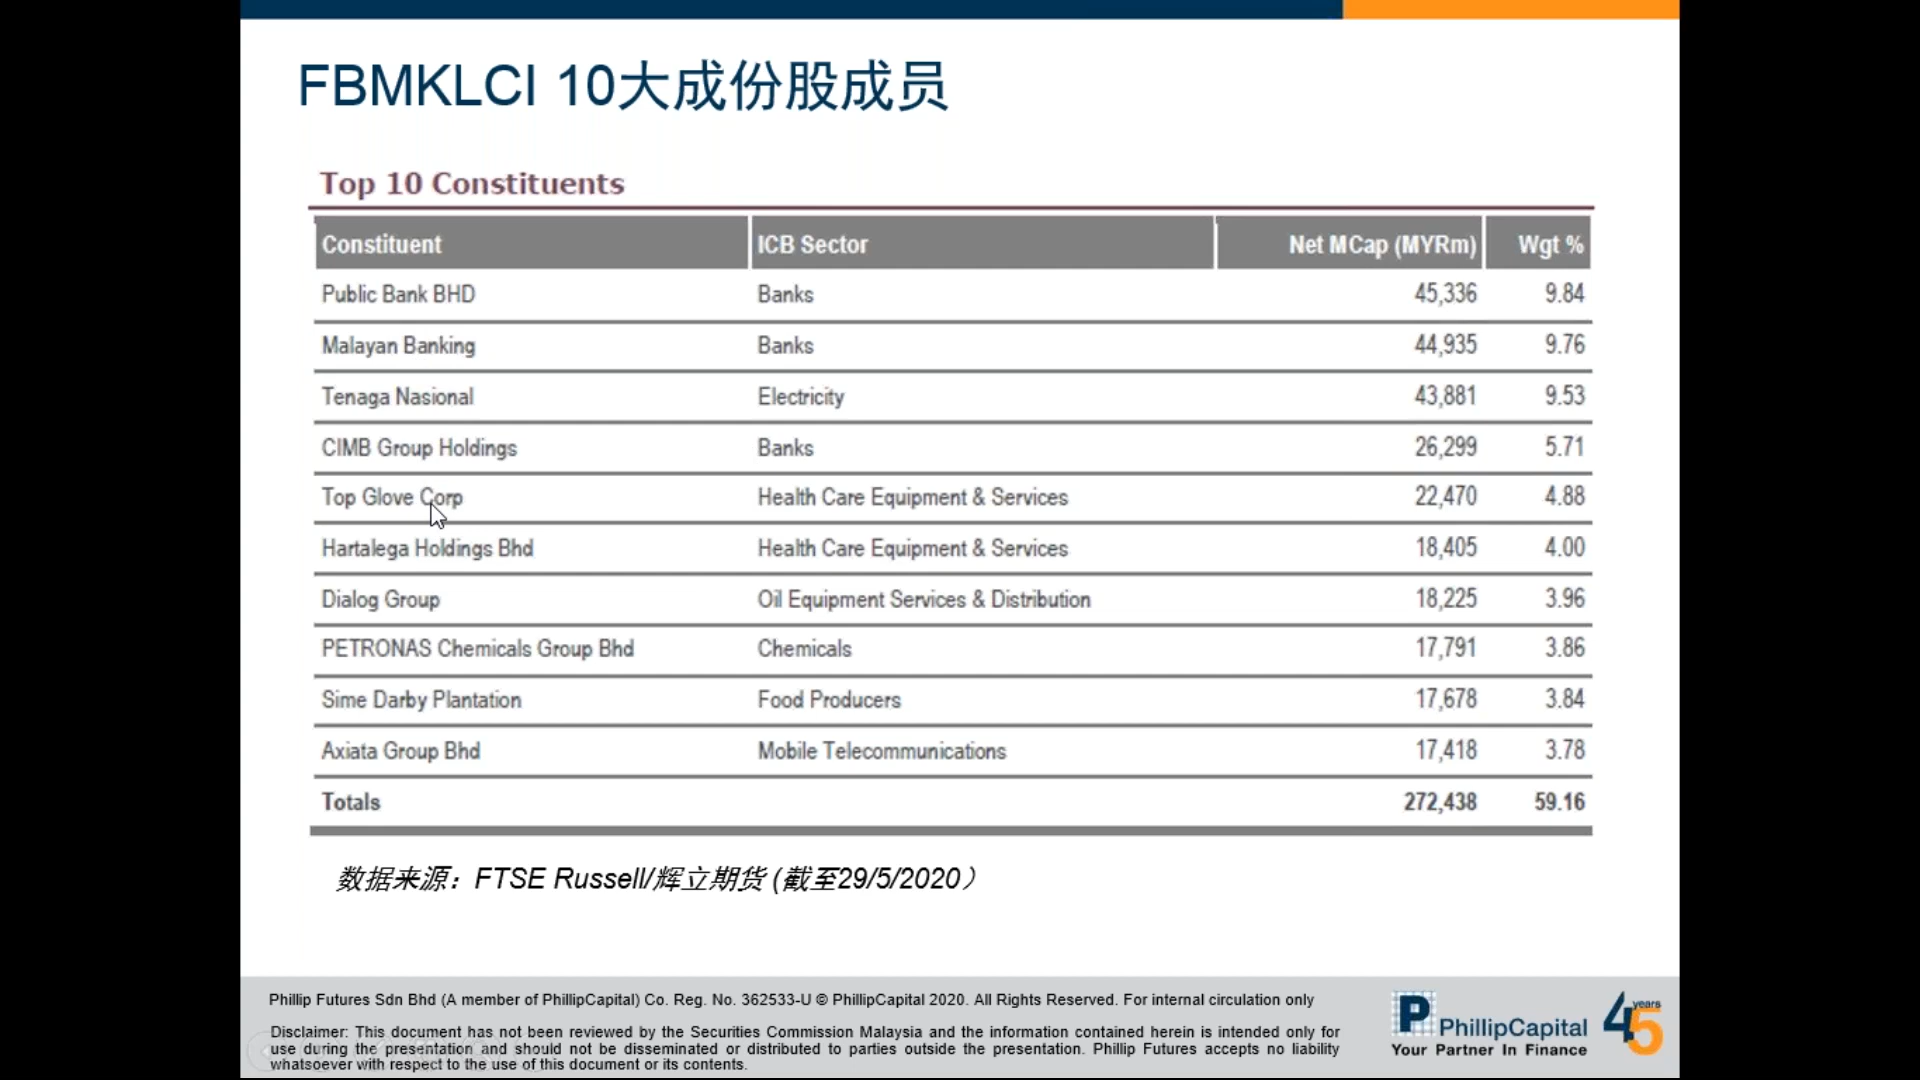 FBMKLCI 10大成份股成员
Top 10 Constituents
Constituent ICB Sector Net MCap (MYRm) Wgt %
Public Bank BHD Banks 45,336 9.84
Malayan Banking Banks 44,935 9.76
Tenaga Nasional Electricity 43,881 9.53
CIMB Group Holdings Banks 26,299 5.71
Top Glove Corp Health Care Equipment & Services 22,470 4.88
Hartalega Holdings Bhd Health Care Equipment & Services 18,405 4.00
Dialog Group Oil Equipment Services & Distribution 18,225 3.96
PETRONAS Chemicals Group Bhd Chemicals 17,791 3.86
Sime Darby Plantation Food Producers 17,678 3.84
Axiata Group Bhd Mobile Telecommunications 17,418 3.78
Totals 272,438 59.16
数据来源：FTSE Russell/辉立期货 (截至29/5/2020）
Phillip Futures Sdn Bhd (A member of PhillipCapital) Co. Reg. No. 362533-U © PhillipCapital 2020. All Rights Reserved. For internal circulation only
Disclaimer: This document has not been reviewed by the Securities Commission Malaysia and the information contained herein is intended only for
use during the presentation and should not be disseminated or distributed to parties outside the presentation. Phillip Futures accepts no liability
whatsoever with respect to the use of this document or its contents.
PhillipCapital
Your Partner In Finance
45 years